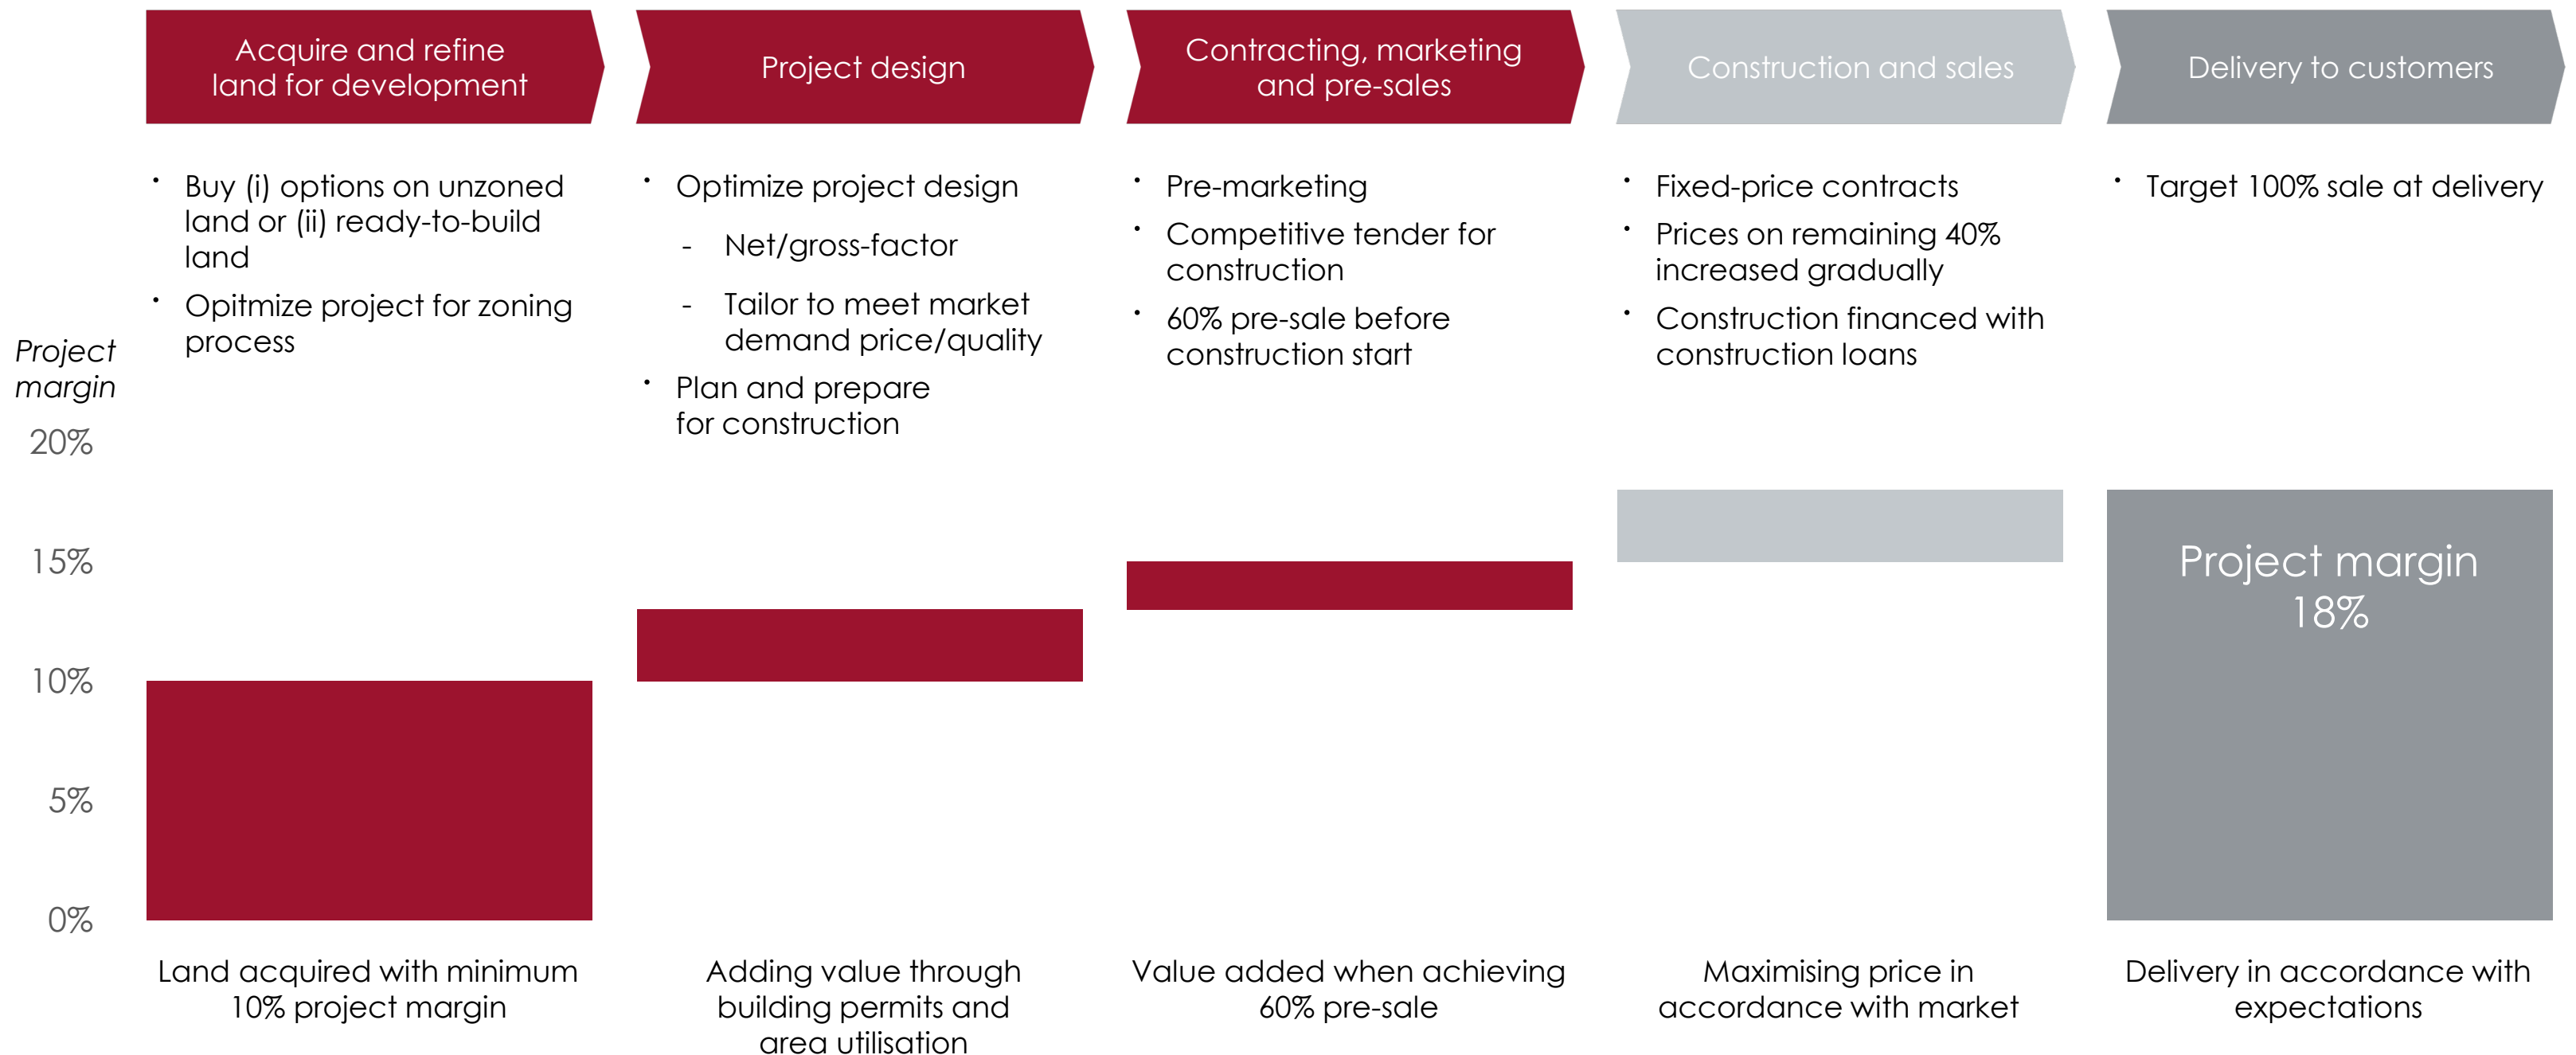 Acquire and refine
land for development
Project design
Contracting, marketing
and pre-sales
Construction and sales
Delivery to customers
• Buy (i) options on unzoned
land or (ii) ready-to-build
land
• Opitmize project for zoning
process
• Optimize project design
- Net/gross-factor
- Tailor to meet market
demand price/quality
• Plan and prepare
for construction
• Pre-marketing
• Competitive tender for
construction
• 60% pre-sale before
construction start
• Fixed-price contracts
• Prices on remaining 40%
increased gradually
• Construction financed with
construction loans
• Target 100% sale at delivery
Project
margin
20%
15%
10%
5%
0%
Project margin
18%
Land acquired with minimum
10% project margin
Adding value through
building permits and
area utilisation
Value added when achieving
60% pre-sale
Maximising price in
accordance with market
Delivery in accordance with
expectations